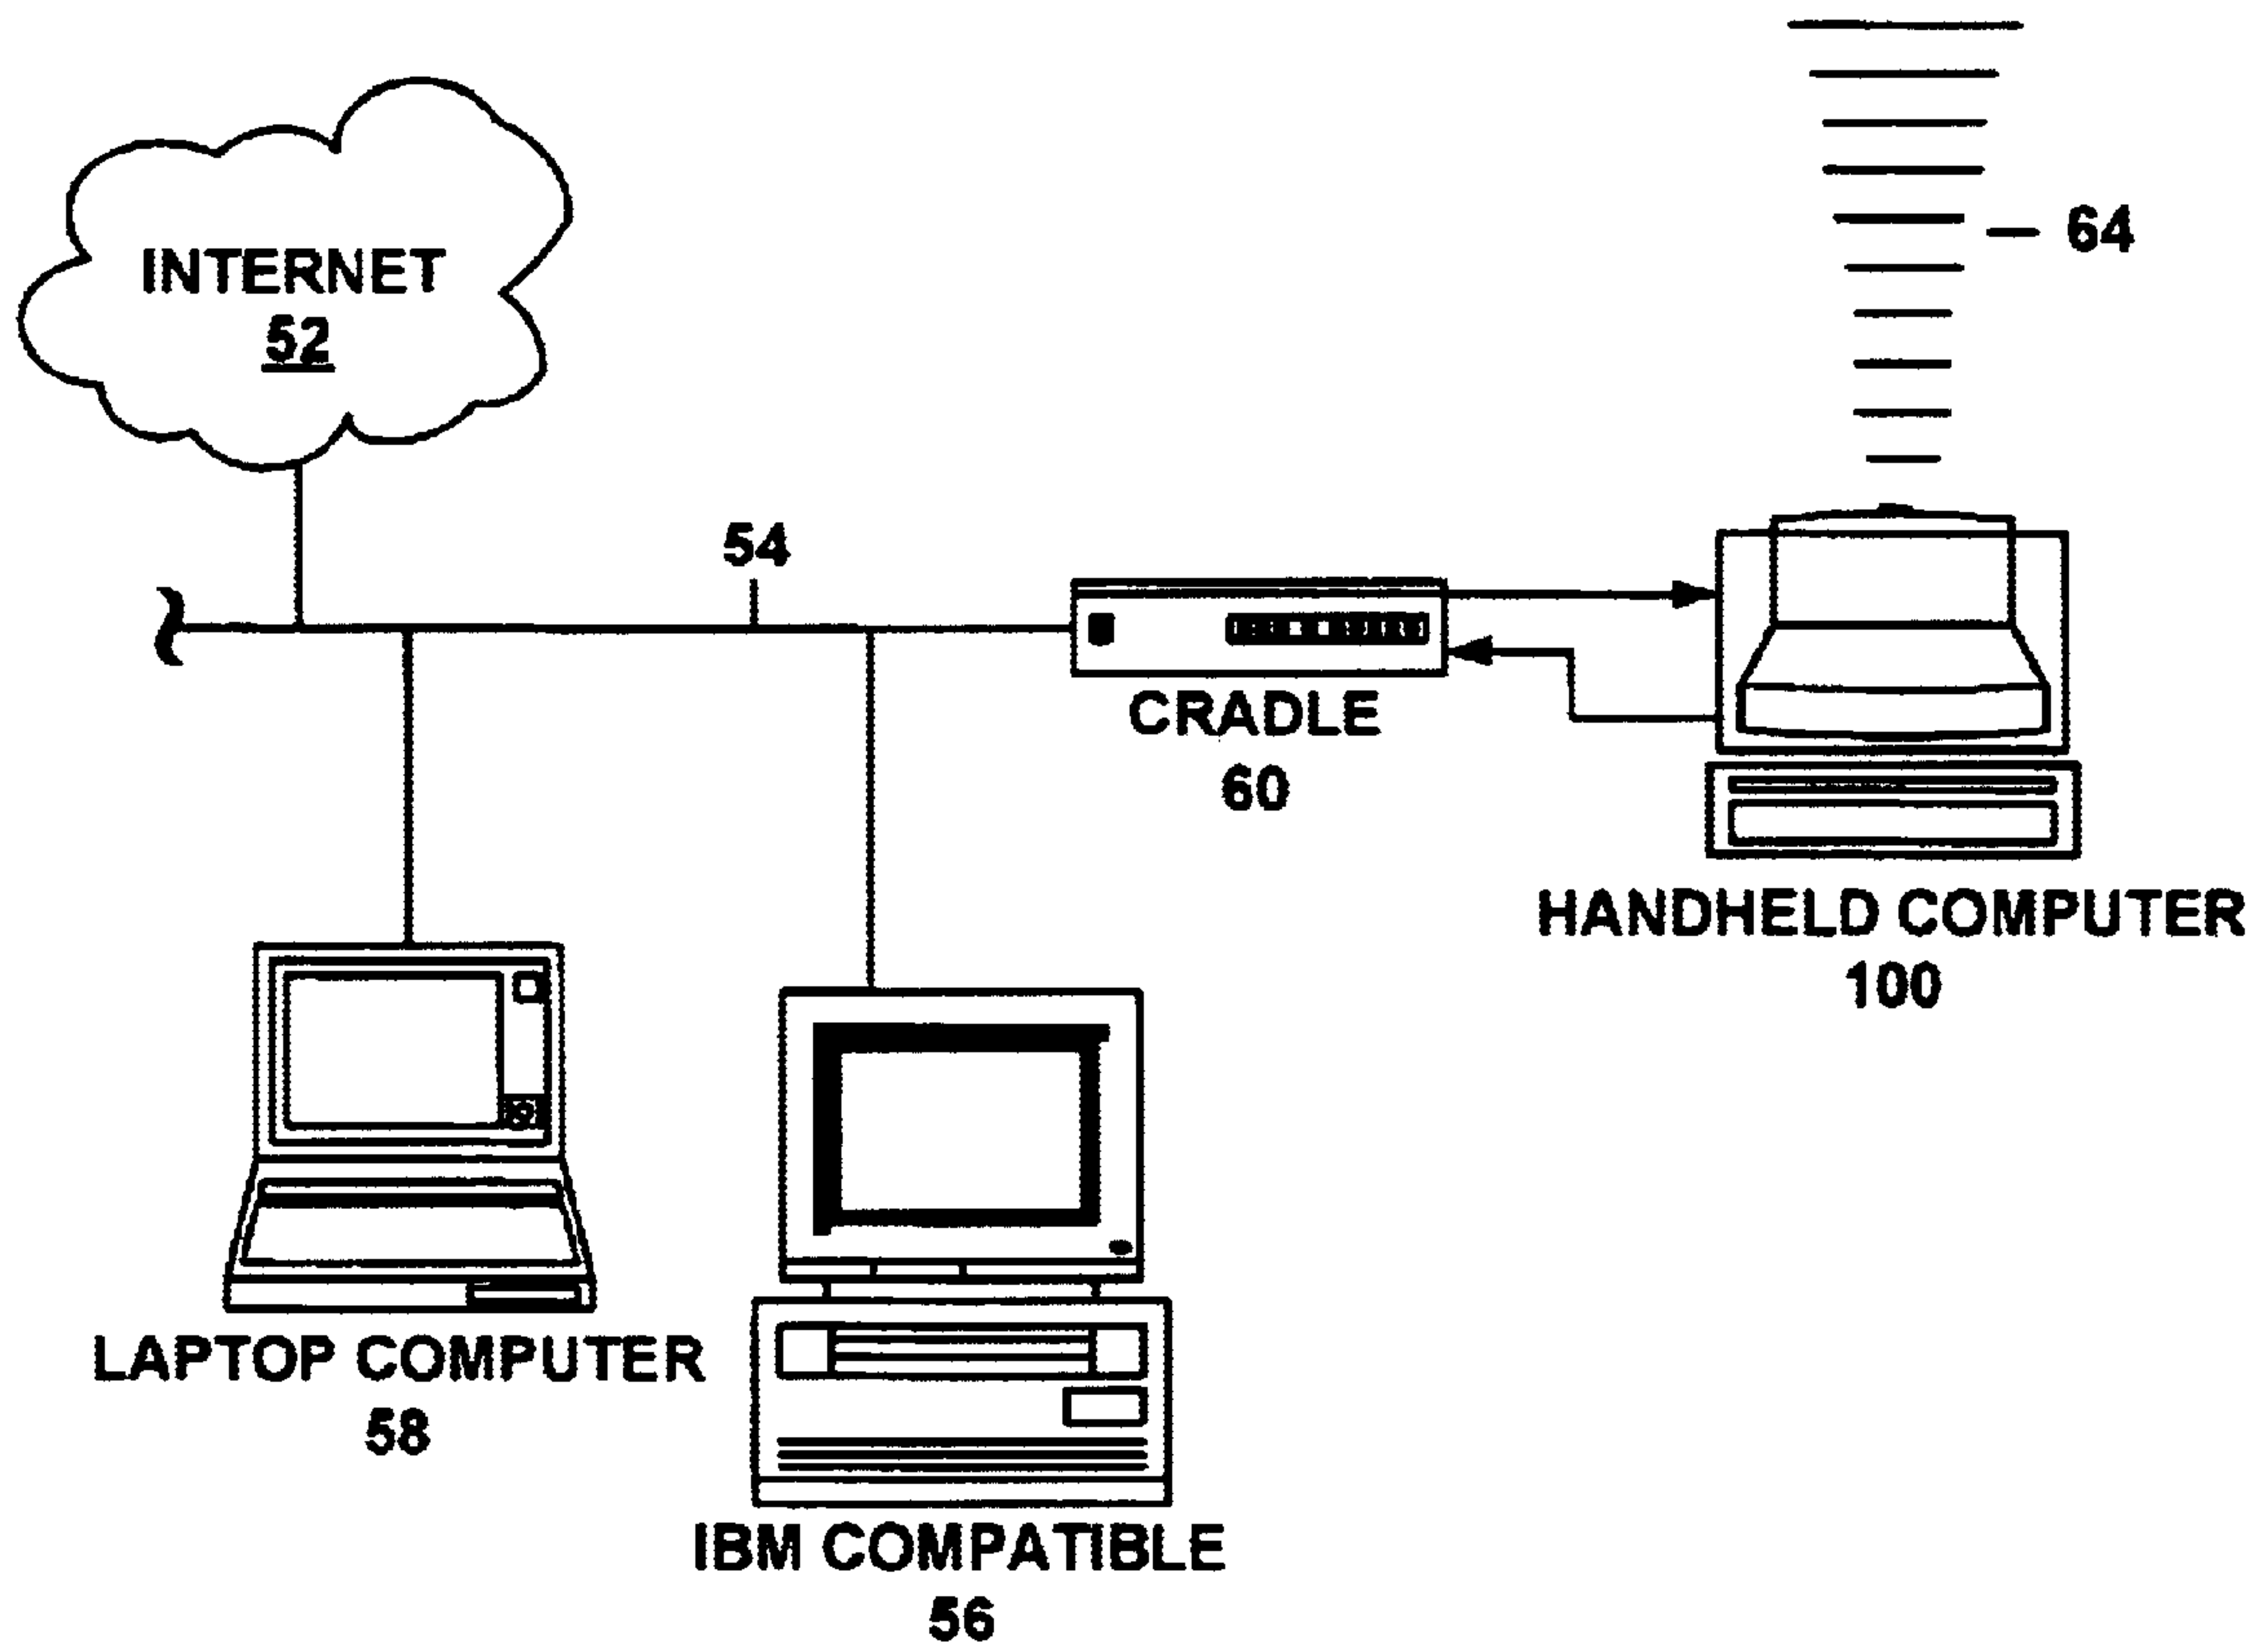 INTERNET
52
64
54
CRADLE
60
HANDHELD COMPUTER
100
LAPTOP COMPUTER
58
IBM COMPATIBLE
56